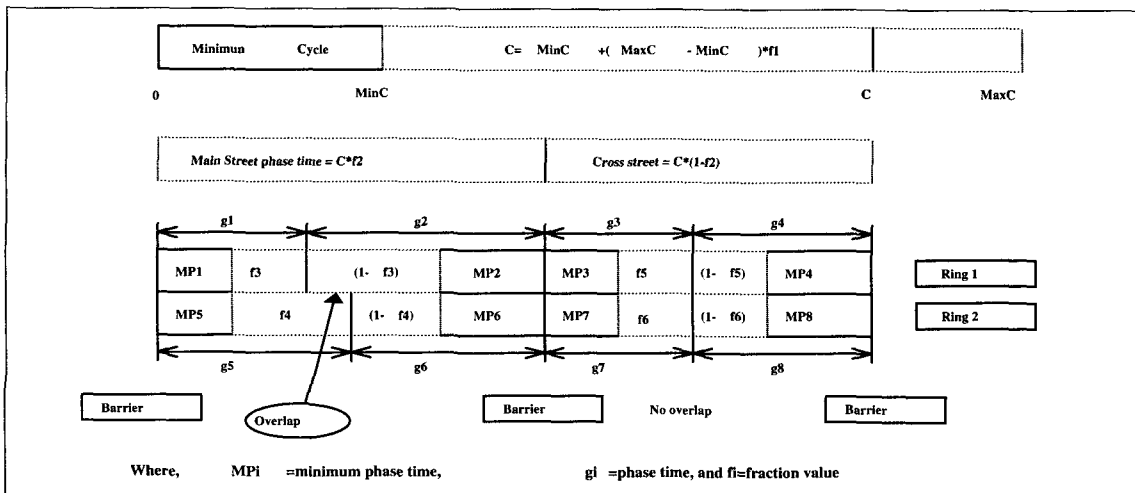 Minimun Cycle C= MinC +( MaxC - MinC )*f1
0 MinC C MaxC
Main Street phase time = C*f2 Cross street = C*(1-f2)
g1 g2 g3 g4
MP1 f3 (1- f3) MP2 MP3 f5 (1- f5) MP4 Ring 1
MP5 f4 (1- f4) MP6 MP7 f6 (1- f6) MP8 Ring 2
g5 g6 g7 g8
Barrier Overlap Barrier No overlap Barrier
Where, MPi =minimum phase time, gi =phase time, and fi=fraction value